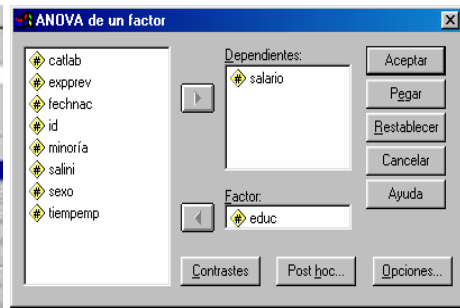 ANOVA de un factor
catlab
expprev
fechnac
id
minoría
salini
sexo
tiempemp
Dependientes:
salario
Factor:
educ
Aceptar
Pegar
Restablecer
Cancelar
Ayuda
Contrastes
Post hoc...
Opciones...